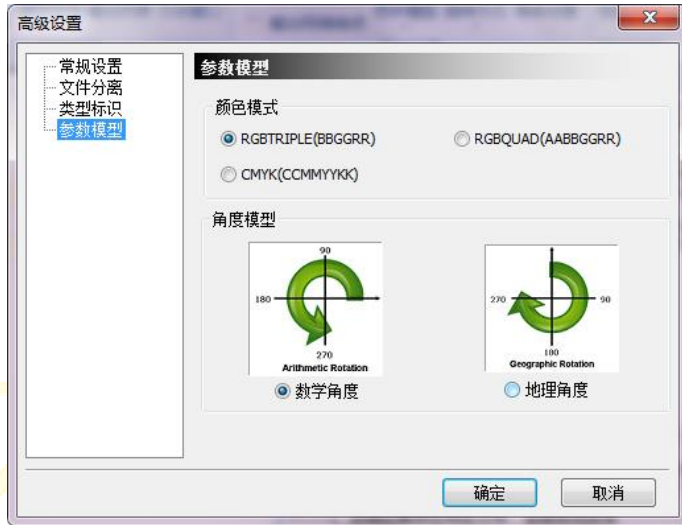 高级设置
常规设置
文件分离
类型标识
参数模型
参数模型
颜色模式
RGBTRIPLE(BBGGRR) RGBQUAD(AABBGGRR)
CMYK(CCMMYYKK)
角度模型
90
180
270
Arithmetic Rotation
270 90
180
Geographic Rotation
数学角度 地理角度
确定 取消